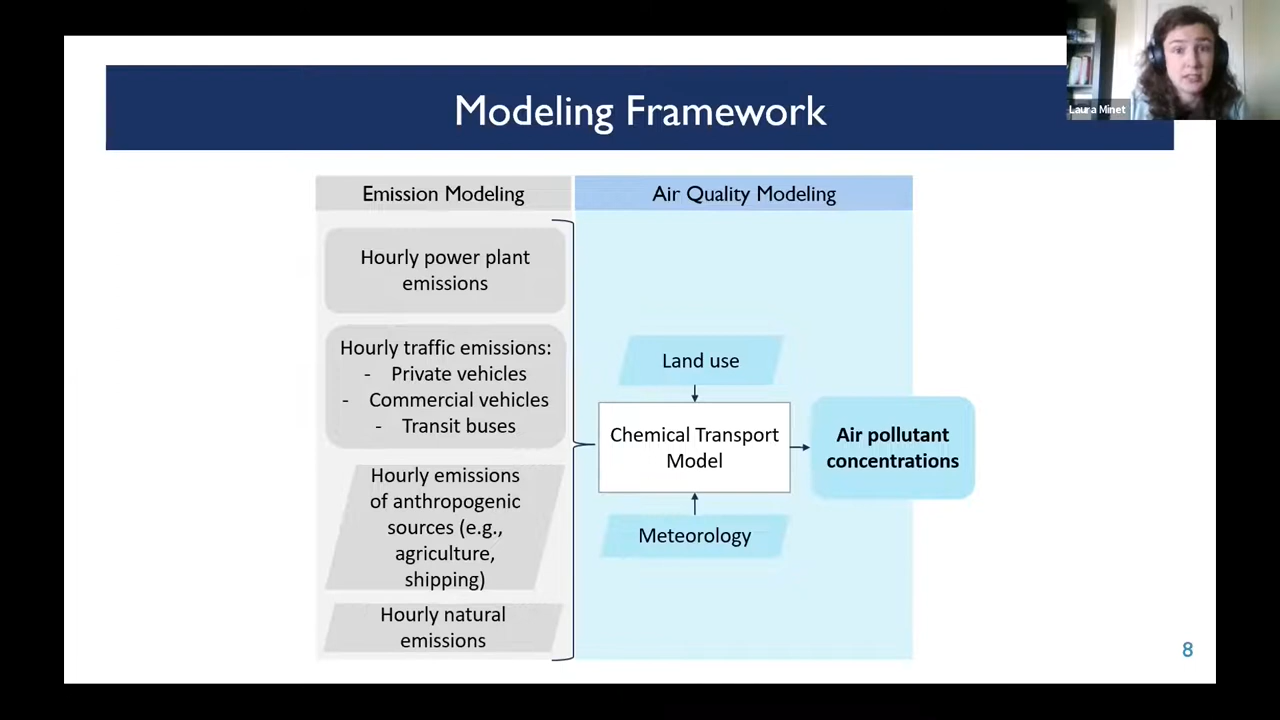 Laura Minet
Modeling Framework
Emission Modeling
Air Quality Modeling
Hourly power plant
emissions
Hourly traffic emissions:
- Private vehicles
- Commercial vehicles
- Transit buses
Hourly emissions
of anthropogenic
sources (e.g.,
agriculture,
shipping)
Hourly natural
emissions
Land use
Chemical Transport
Model
Meteorology
Air pollutant
concentrations
8